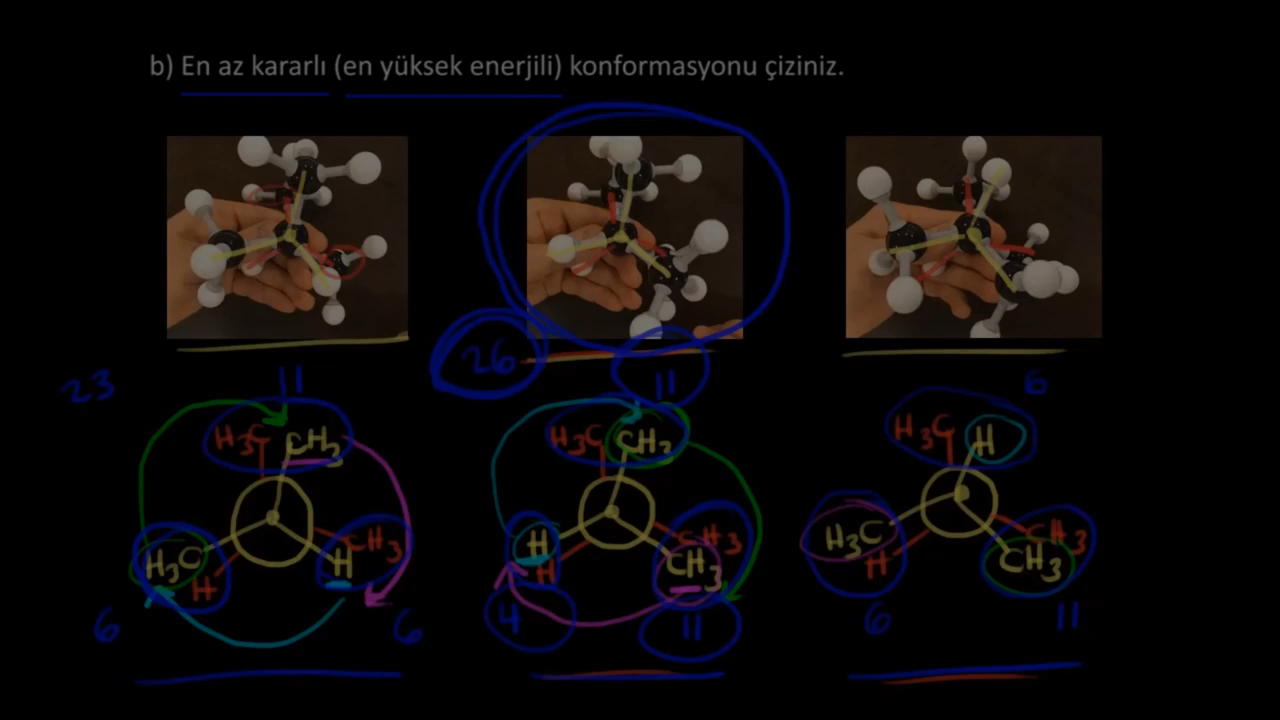 b) En az kararlı (en yüksek enerjili) konformasyonu çiziniz.
23 11 26 11 6
H₃C CH₃ H₃C CH₃ H₃C H
H₃C H H CH₃ H H CH₃ CH₃ H₃C H CH₃ CH₃
6 6 4 11 6 11